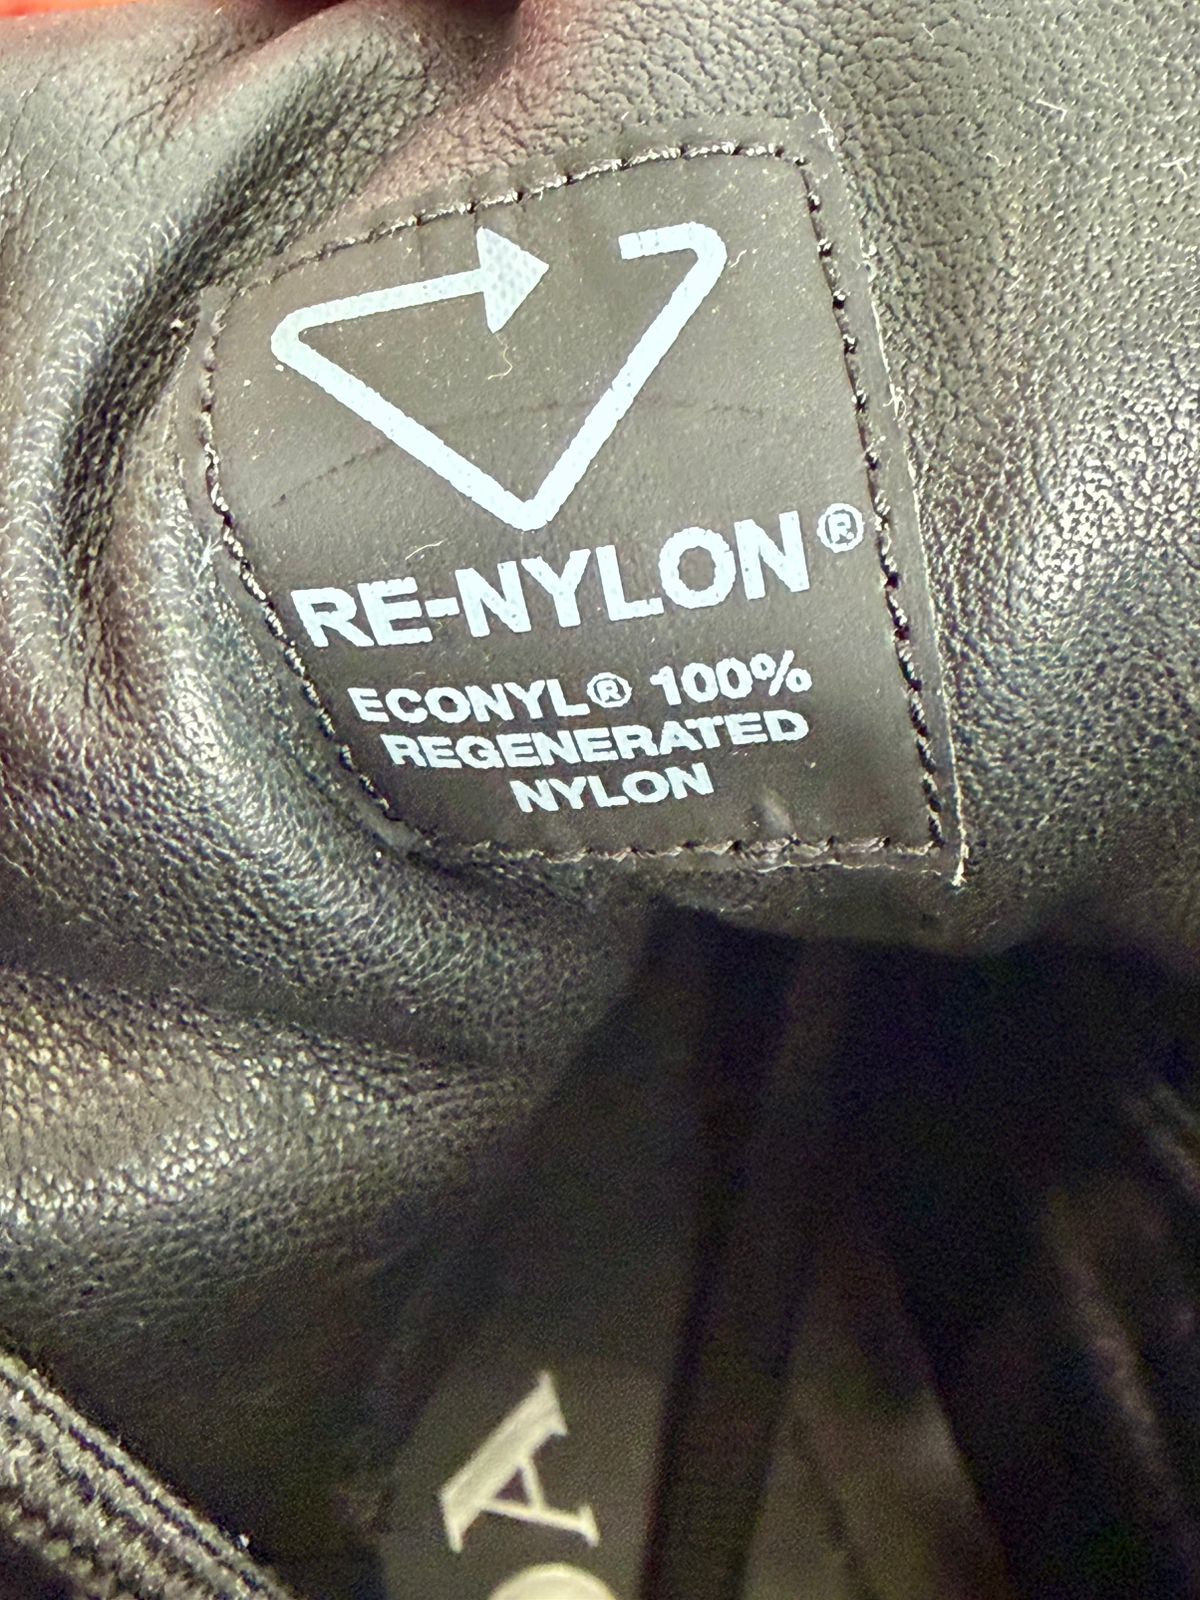 RE-NYLON®
ECONYL® 100%
REGENERATED
NYLON
A